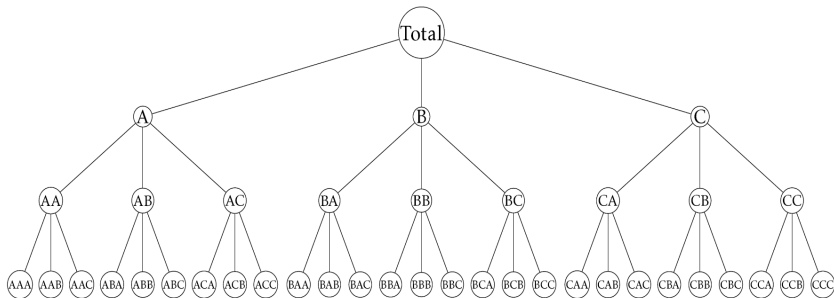 Total
A B C
AA AB AC BA BB BC CA CB CC
AAA AAB AAC ABA ABB ABC ACA ACB ACC BAA BAB BAC BBA BBB BBC BCA BCB BCC CAA CAB CAC CBA CBB CBC CCA CCB CCC